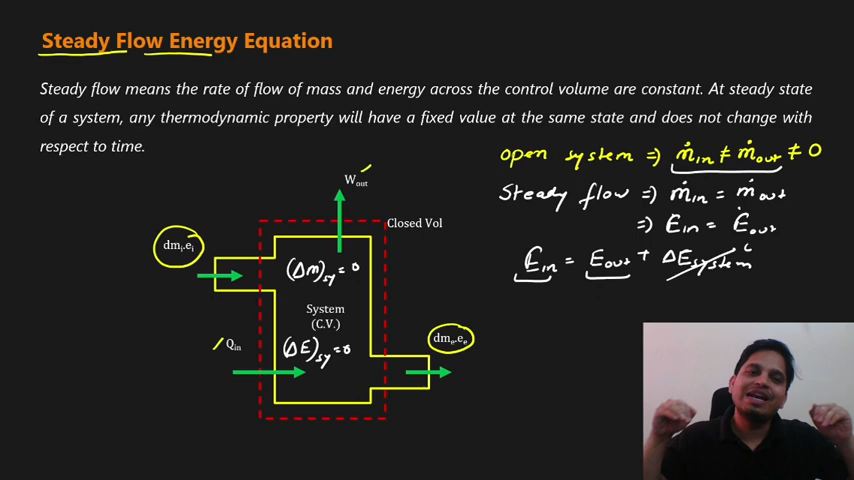 Steady Flow Energy Equation
Steady flow means the rate of flow of mass and energy across the control volume are constant. At steady state
of a system, any thermodynamic property will have a fixed value at the same state and does not change with
respect to time.
open system ⇒ ṁin ≠ ṁout ≠ 0
Steady flow ⇒ ṁin = ṁout
⇒ Ėin = Ėout
Ein = Eout + ΔEsystem
Wout
Closed Vol
dmi.ei
(Δm)sy = 0
System
(C.V.)
Qin
(ΔE)sy = 0
dme.ee